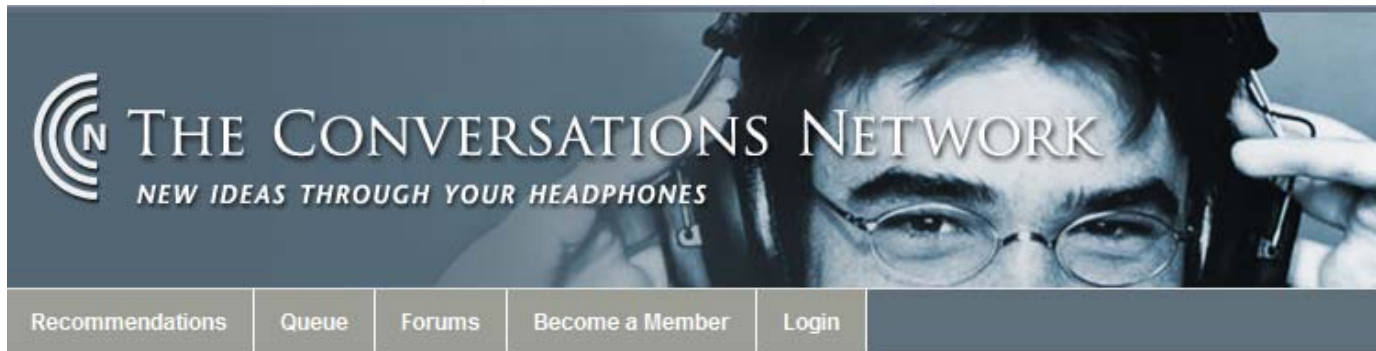 N THE CONVERSATIONS NETWORK
NEW IDEAS THROUGH YOUR HEADPHONES
Recommendations Queue Forums Become a Member Login